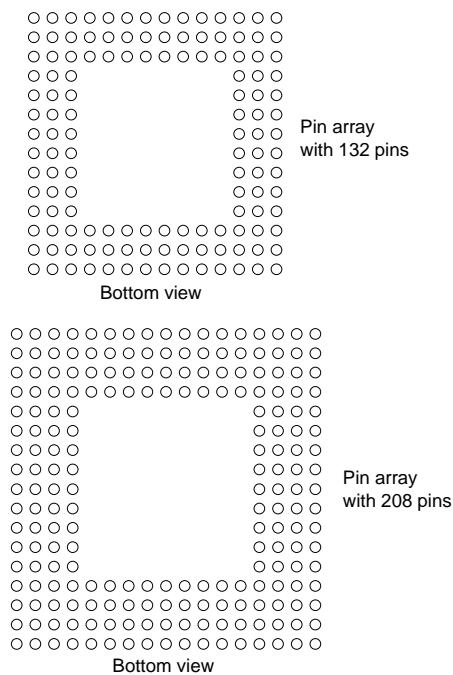 Pin array
with 132 pins
Bottom view
Pin array
with 208 pins
Bottom view